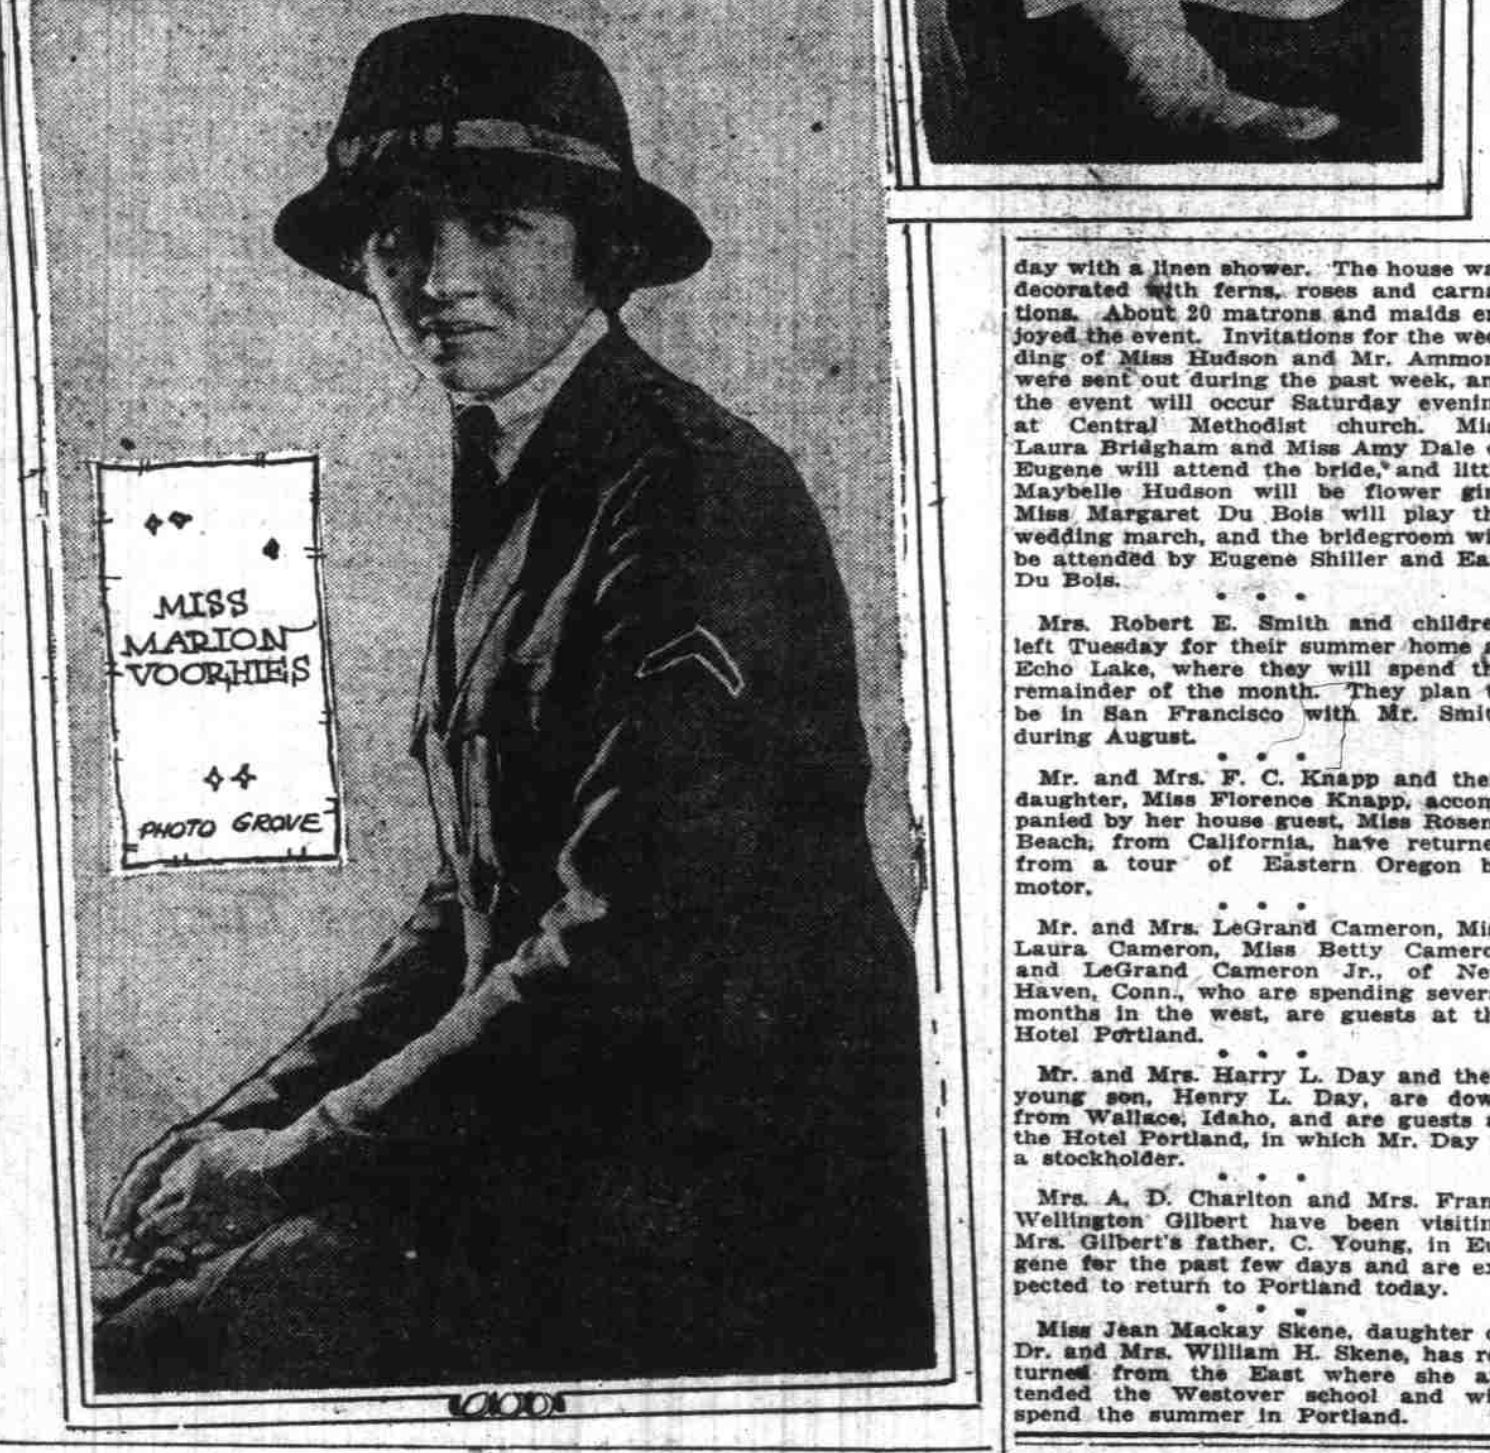 MISS
MARION
VOORHIES
PHOTO GROVE
day with a linen shower. The house wa
decorated with ferns, roses and carna
tions. About 20 matrons and maids en
joyed the event. Invitations for the wed
ding of Miss Hudson and Mr. Ammon
were sent out during the past week, an
the event will occur Saturday evenin
at Central Methodist church. Mis
Laura Bridgham and Miss Amy Dale
Eugene will attend the bride, and littl
Maybelle Hudson will be flower gir
Miss Margaret Du Bois will play th
wedding march, and the bridegroom wi
be attended by Eugene Shiller and Ear
Du Bois.
Mrs. Robert E. Smith and childre
left Tuesday for their summer home a
Echo Lake, where they will spend th
remainder of the month. They plan t
be in San Francisco with Mr. Smit
during August.
Mr. and Mrs. F. C. Knapp and thei
daughter, Miss Florence Knapp, accom
panied by her house guest, Miss Rosen
Beach, from California, have returne
from a tour of Eastern Oregon b
motor.
Mr. and Mrs. LeGrand Cameron, Mis
Laura Cameron, Miss Betty Camero
and LeGrand Cameron Jr., of Ne
Haven, Conn., who are spending severa
months in the west, are guests at th
Hotel Portland.
Mr. and Mrs. Harry L. Day and thei
young son, Henry L. Day, are dow
from Wallace, Idaho, and are guests a
the Hotel Portland, in which Mr. Day
a stockholder.
Mrs. A. D. Charlton and Mrs. Fran
Wellington Gilbert have been visitin
Mrs. Gilbert's father, C. Young, in Eu
gene for the past few days and are ex
pected to return to Portland today.
Miss Jean Mackay Skene, daughter o
Dr. and Mrs. William H. Skene, has re
turned from the East where she at
tended the Westover school and wi
spend the summer in Portland.